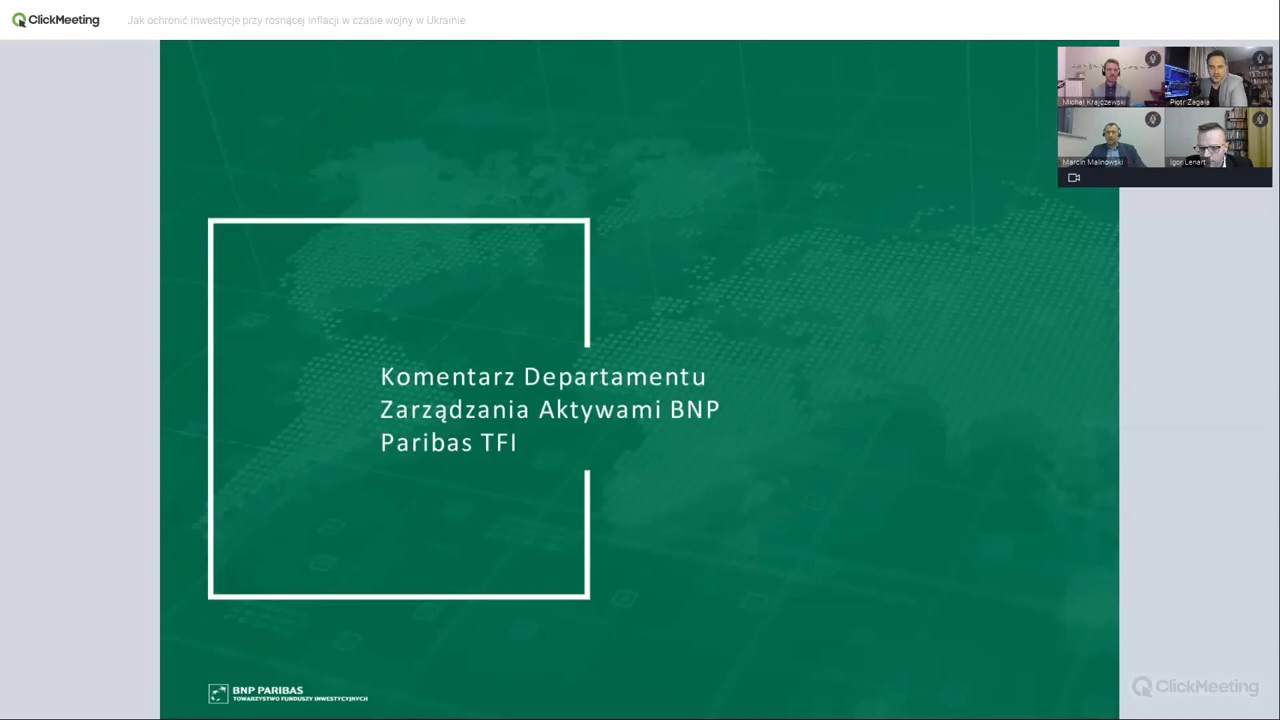 ClickMeeting
Jak ochronić inwestycje przy rosnącej inflacji w czasie wojny w Ukrainie
Michał Krajczewski
Piotr Zagała
Marcin Malinowski
Igor Lenart
Komentarz Departamentu
Zarządzania Aktywami BNP
Paribas TFI
BNP PARIBAS
TOWARZYSTWO FUNDUSZY INWESTYCYJNYCH
ClickMeeting